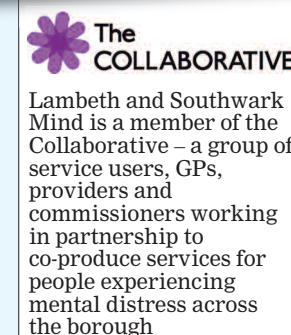 The
COLLABORATIVE
Lambeth and Southwark
Mind is a member of the
Collaborative – a group of
service users, GPs,
providers and
commissioners working
in partnership to
co-produce services for
people experiencing
mental distress across
the borough